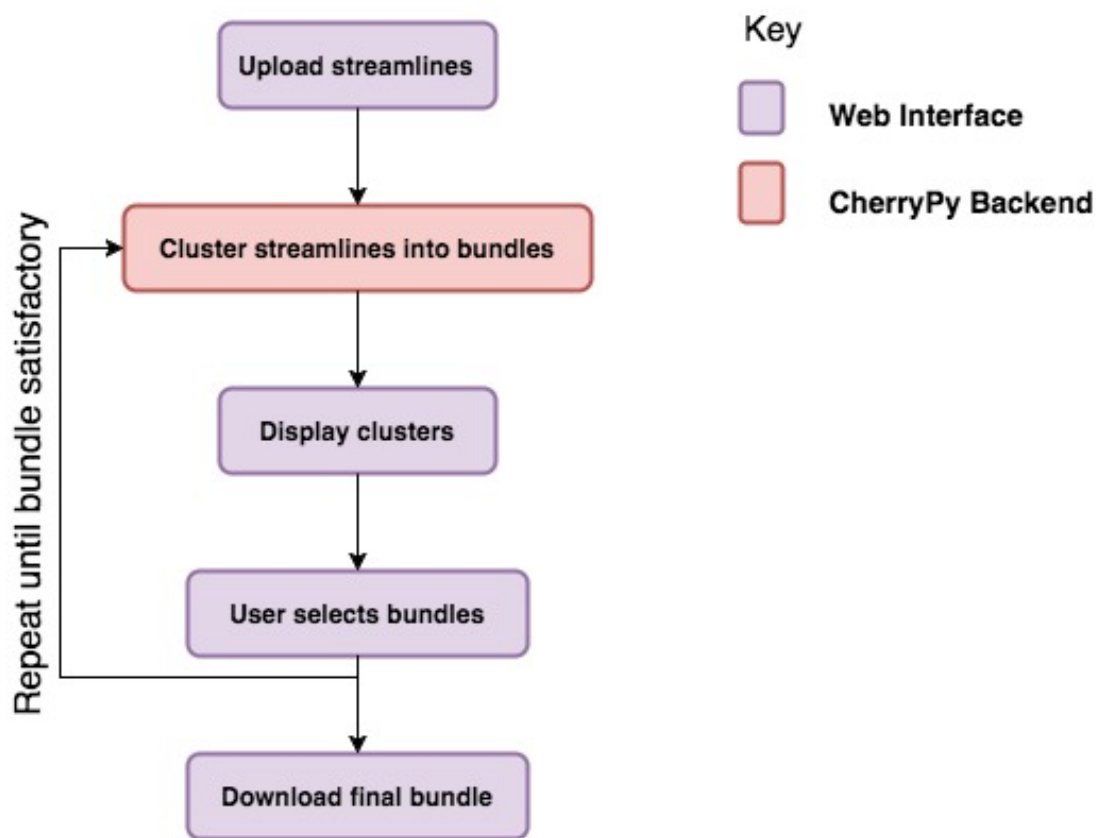 Upload streamlines
Key
Web Interface
CherryPy Backend
Cluster streamlines into bundles
Repeat until bundle satisfactory
Display clusters
User selects bundles
Download final bundle